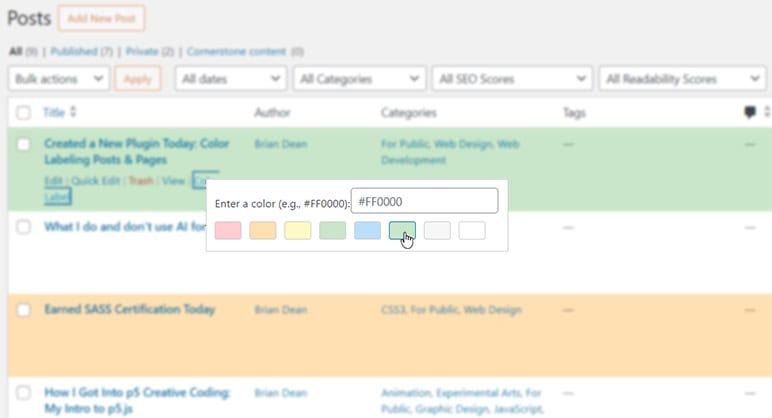 Posts Add New Post
All (9) | Published (7) | Private (2) | Cornerstone content (0)
Bulk actions Apply All dates All Categories All SEO Scores All Readability Scores
Title Author Categories Tags
Created a New Plugin Today: Color Brian Dean For Public, Web Design, Web —  —
Labeling Posts & Pages Development
Edit | Quick Edit | Trash | View | Co
Label
Enter a color (e.g., #FF0000): #FF0000
What I do and don't use AI for — —
Earned SASS Certification Today Brian Dean CSS3, For Public, Web Design — —
How I Got Into p5 Creative Coding: Brian Dean Animation, Experimental Arts, For — —
My Intro to p5.js Public, Graphic Design, JavaScript,